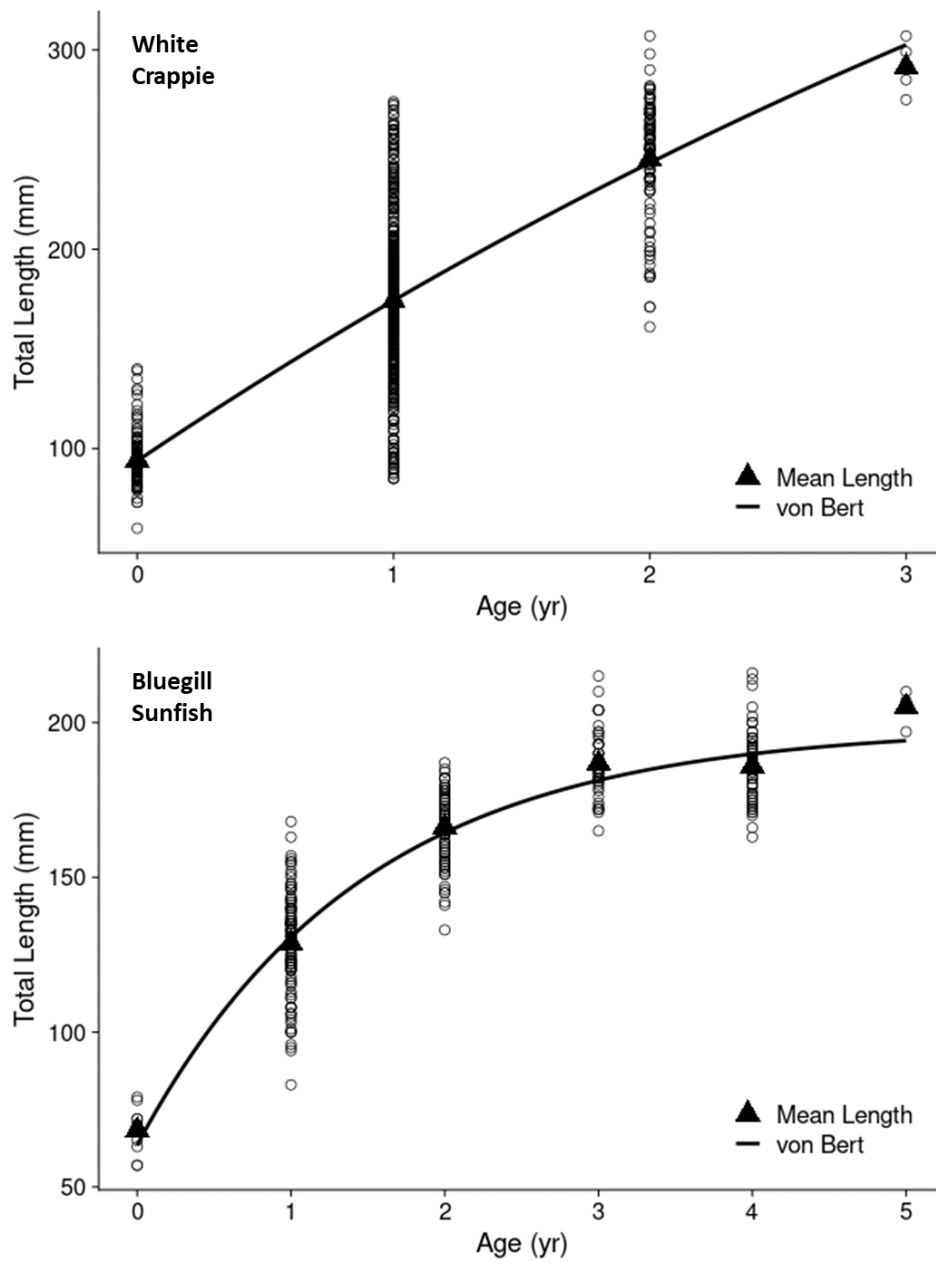 White
Crappie
300
200
100
Total Length (mm)
Mean Length
von Bert
0 1 2 3
Age (yr)
Bluegill
Sunfish
200
150
100
50
Total Length (mm)
Mean Length
von Bert
0 1 2 3 4 5
Age (yr)